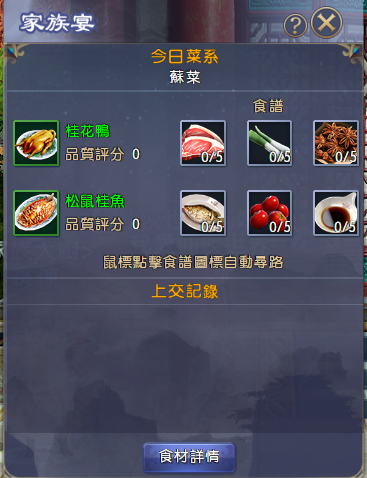 家族宴
今日菜系
蘇菜
食譜
桂花鴨
品質評分 0
0/5 0/5 0/5
松鼠桂魚
品質評分 0
0/5 0/5 0/5
鼠標點擊食譜圖標自動尋路
上交記錄
食材詳情